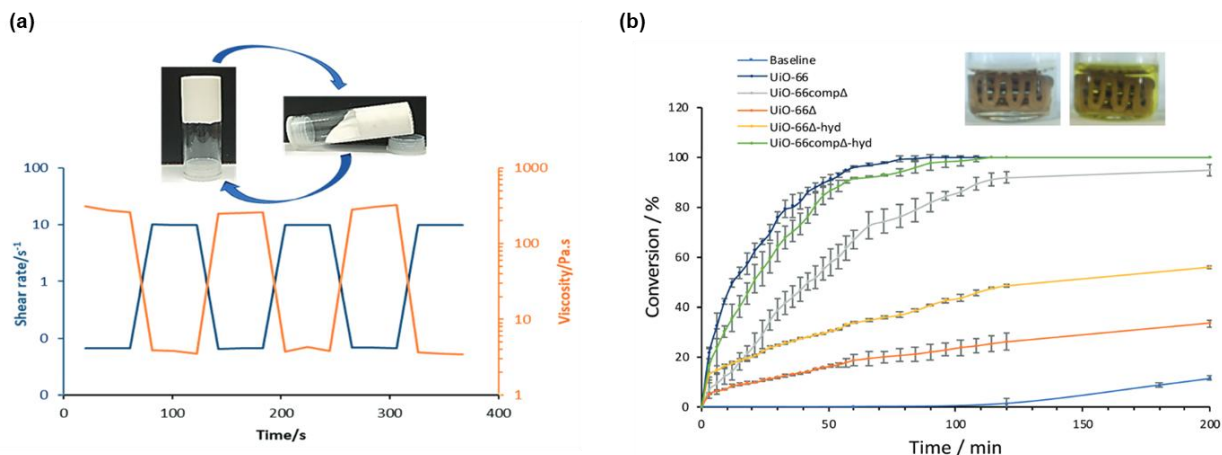 (a)
100
10
1
0
0
Shear rate/s-1
1000
100
10
1
Viscosity/Pa.s
0
100
200
300
400
Time/s
(b)
Baseline
UiO-66
UiO-66compΔ
UiO-66Δ
UiO-66Δ-hyd
UiO-66compΔ-hyd
120
100
80
60
40
20
0
Conversion / %
0
50
100
150
200
Time / min